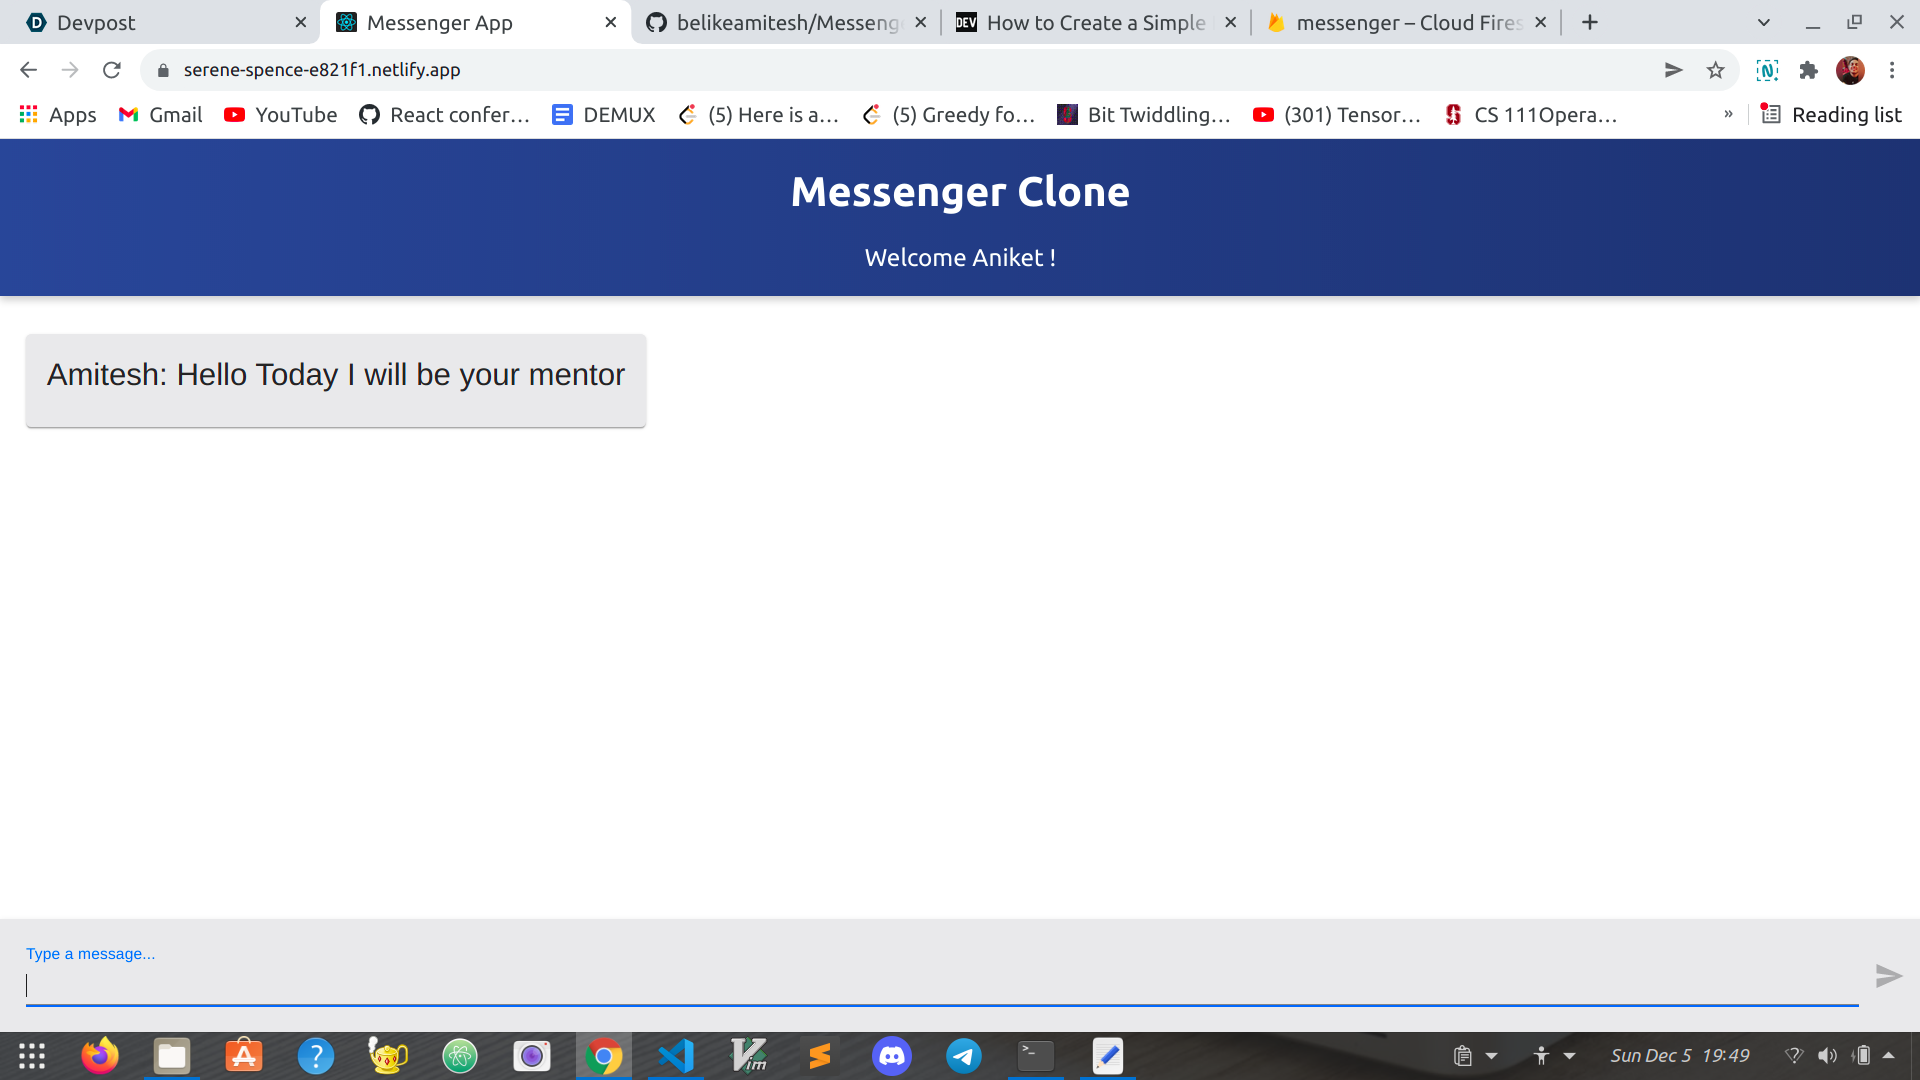 Devpost
Messenger App
belikeamitesh/Messeng
How to Create a Simple
messenger – Cloud Fires
serene-spence-e821f1.netlify.app
Apps
Gmail
YouTube
React confer…
DEMUX
(5) Here is a…
(5) Greedy fo…
Bit Twiddling…
(301) Tensor…
CS 111Opera…
»
Reading list
Messenger Clone
Welcome Aniket !
Amitesh: Hello Today I will be your mentor
Type a message...
Sun Dec 5 19:49